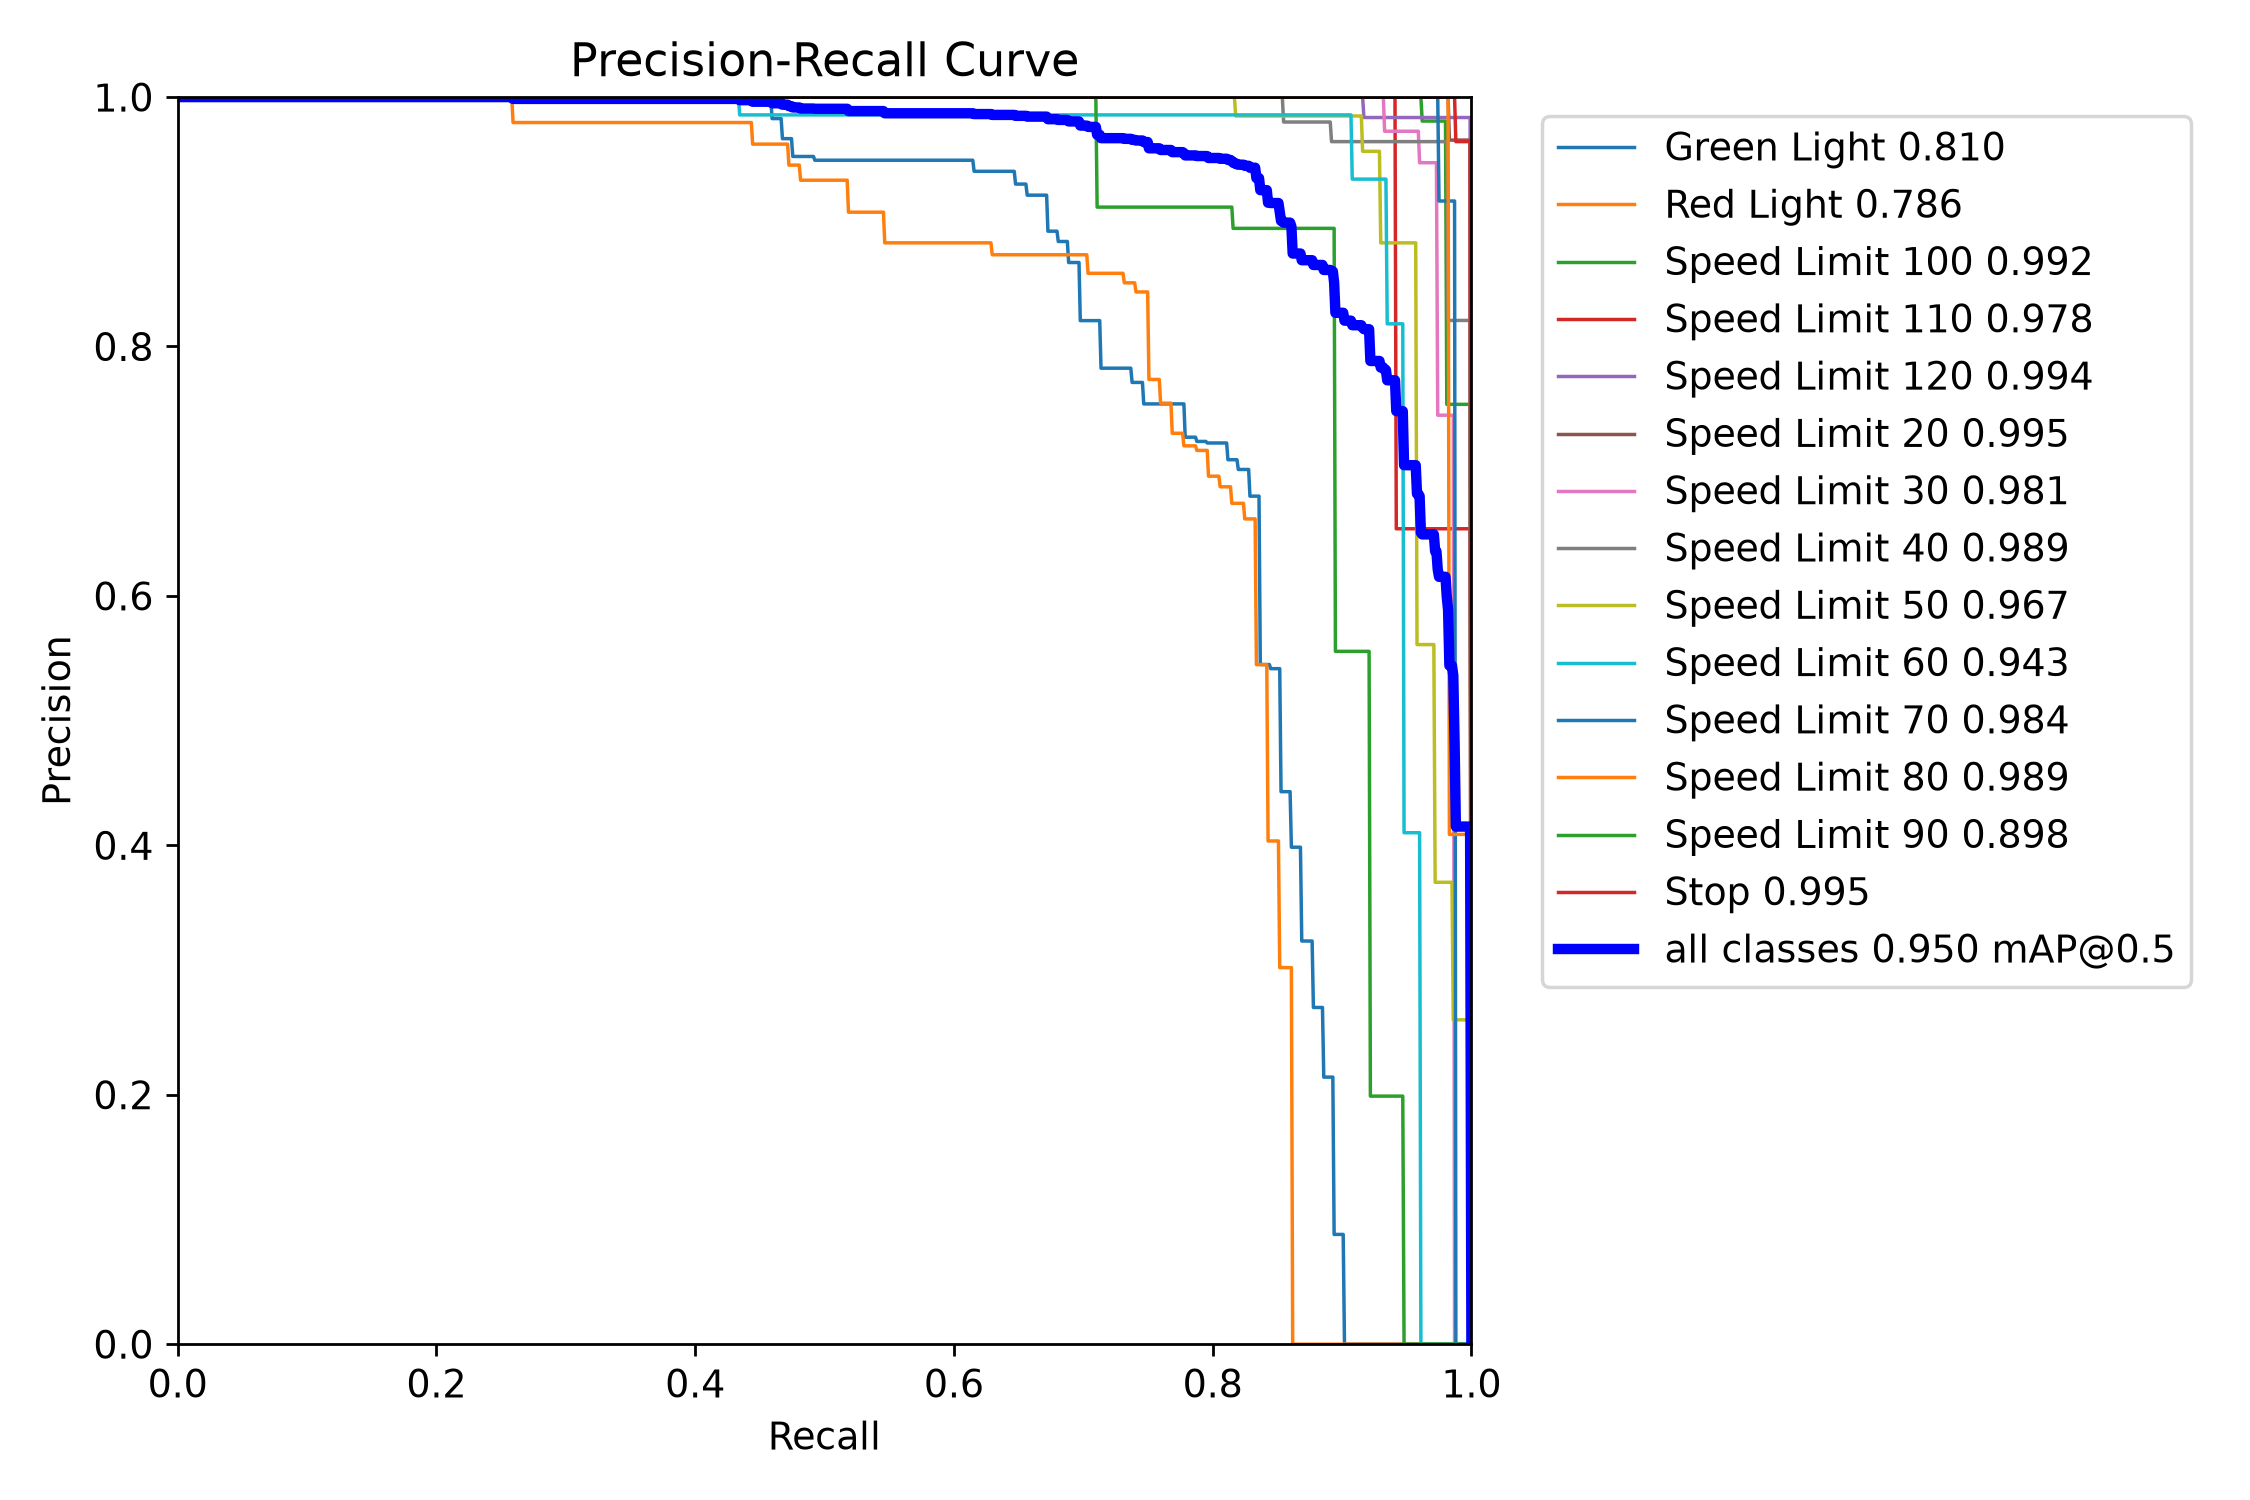 Precision-Recall Curve
1.0
0.8
0.6
0.4
0.2
0.0
Precision
0.0 0.2 0.4 0.6 0.8 1.0
Recall
Green Light 0.810
Red Light 0.786
Speed Limit 100 0.992
Speed Limit 110 0.978
Speed Limit 120 0.994
Speed Limit 20 0.995
Speed Limit 30 0.981
Speed Limit 40 0.989
Speed Limit 50 0.967
Speed Limit 60 0.943
Speed Limit 70 0.984
Speed Limit 80 0.989
Speed Limit 90 0.898
Stop 0.995
all classes 0.950 mAP@0.5